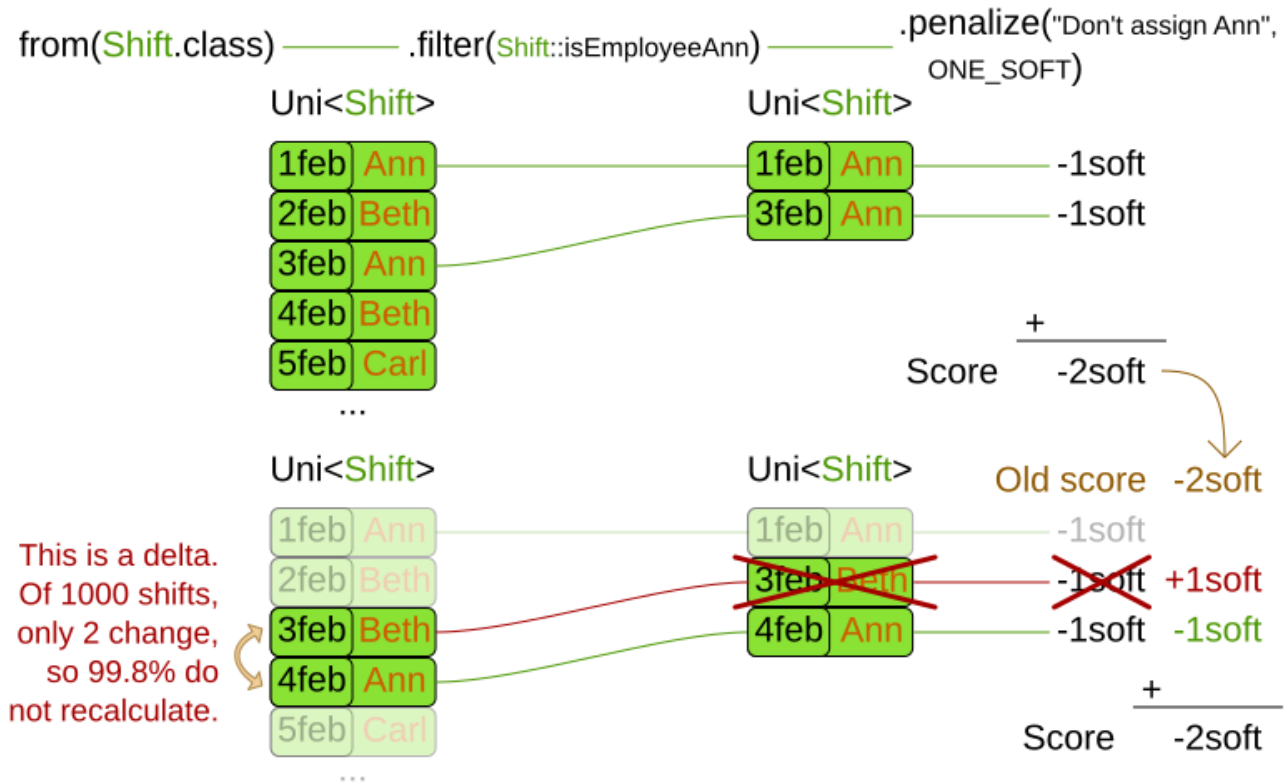 from(Shift.class) .filter(Shift::isEmployeeAnn) .penalize("Don't assign Ann",
ONE_SOFT)
Uni<Shift> Uni<Shift>
1feb Ann 1feb Ann -1soft
2feb Beth 3feb Ann -1soft
3feb Ann
4feb Beth
+
5feb Carl Score -2soft
...
Uni<Shift> Uni<Shift> Old score -2soft
1feb Ann 1feb Ann -1soft
This is a delta.
Of 1000 shifts,
only 2 change,
so 99.8% do
not recalculate.
2feb Beth 3feb Beth -1soft +1soft
3feb Beth 4feb Ann -1soft -1soft
4feb Ann
+
5feb Carl Score -2soft
...